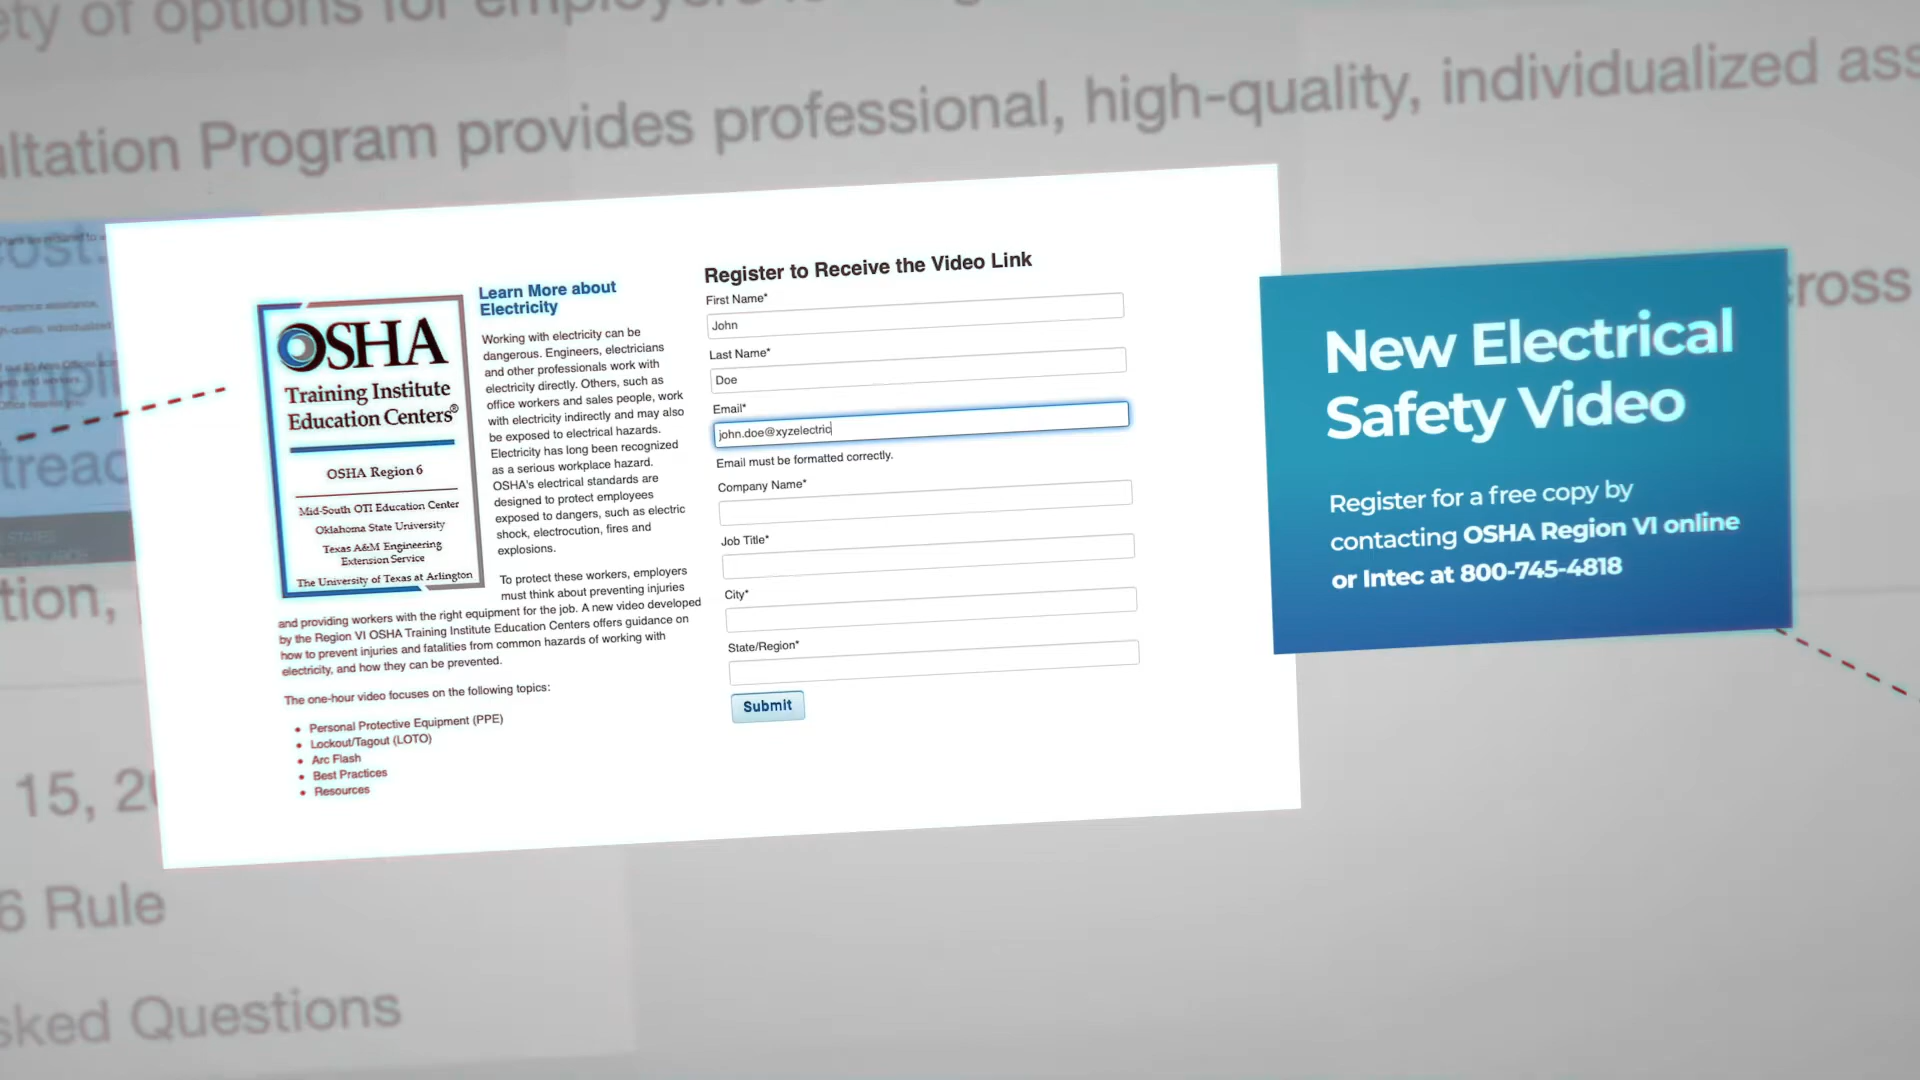 ety of options for employers
ultation Program provides professional, high-quality, individualized ass
cost.
cross
treac
tion,
15, 20
6 Rule
sked Questions
OSHA
Training Institute
Education Centers®
OSHA Region 6
Mid-South OTI Education Center
Oklahoma State University
Texas A&M Engineering
Extension Service
The University of Texas at Arlington
Learn More about
Electricity
Working with electricity can be
dangerous. Engineers, electricians
and other professionals work with
electricity directly. Others, such as
office workers and sales people, work
with electricity indirectly and may also
be exposed to electrical hazards.
Electricity has long been recognized
as a serious workplace hazard.
OSHA's electrical standards are
designed to protect employees
exposed to dangers, such as electric
shock, electrocution, fires and
explosions.
To protect these workers, employers
must think about preventing injuries
and providing workers with the right equipment for the job. A new video developed
by the Region VI OSHA Training Institute Education Centers offers guidance on
how to prevent injuries and fatalities from common hazards of working with
electricity, and how they can be prevented.
The one-hour video focuses on the following topics:
• Personal Protective Equipment (PPE)
• Lockout/Tagout (LOTO)
• Arc Flash
• Best Practices
• Resources
Register to Receive the Video Link
First Name*
John
Last Name*
Doe
Email*
john.doe@xyzelectric
Email must be formatted correctly.
Company Name*
Job Title*
City*
State/Region*
Submit
New Electrical
Safety Video
Register for a free copy by
contacting OSHA Region VI online
or Intec at 800-745-4818